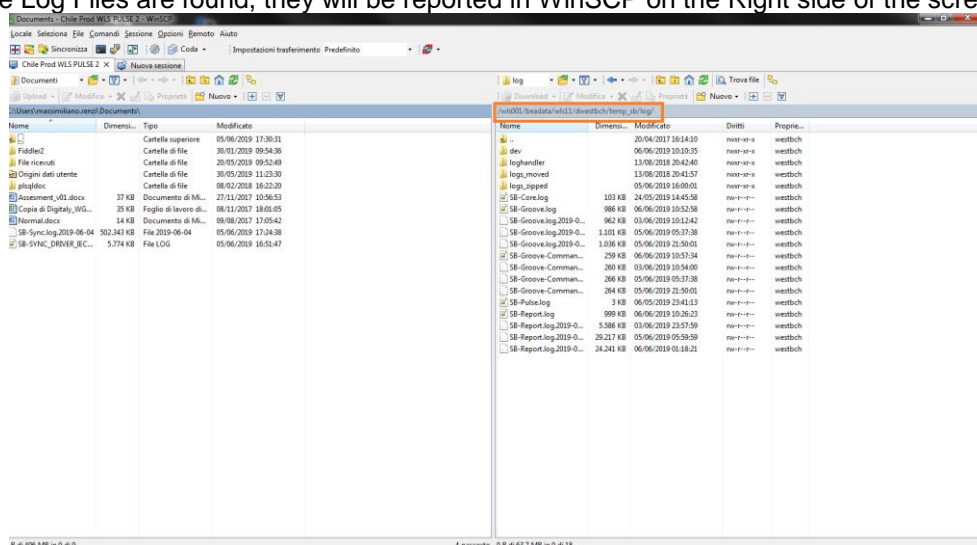 e Log Files are found, they will be reported in WinSCP on the Right side of the scre
Documents - Chile Prod WLS PULSE 2 - WinSCP
Locale Seleziona File Comandi Sessione Opzioni Remoto Aiuto
Sincronizza Coda Impostazioni trasferimento Predefinito
Chile Prod WLS PULSE 2 Nuova sessione
Documenti
Upload Modifica Proprietà Nuovo
C:\Users\massimiliano.renzi\Documents\
Nome Dimensi... Tipo Modificato
.. Cartella superiore 05/06/2019 17:30:31
Fiddler2 Cartella di file 30/01/2019 09:54:36
File ricevuti Cartella di file 20/05/2019 09:52:49
Origini dati utente Cartella di file 30/05/2019 11:23:30
plsqldoc Cartella di file 08/02/2018 16:22:20
Assesment_v01.docx 37 KB Documento di Mi... 27/11/2017 10:56:53
Copia di Digitaly_WG... 35 KB Foglio di lavoro di... 08/11/2017 18:01:05
Normal.docx 14 KB Documento di Mi... 09/08/2017 17:05:42
SB-Sync.log.2019-06-04 502.343 KB File 2019-06-04 05/06/2019 17:24:38
SB-SYNC_DRIVER_IEC... 5.774 KB File LOG 05/06/2019 16:51:47
log Trova file
Download Modifica Proprietà Nuovo
/wls001/beadata/wls11/dwestbch/temp_sb/log/
Nome Dimensi... Modificato Diritti Proprie...
.. 20/04/2017 16:14:10 rwxr-xr-x westbch
dev 06/06/2019 10:10:35 rwxr-xr-x westbch
loghandler 13/08/2018 20:42:40 rwxr-xr-x westbch
logs_moved 13/08/2018 20:41:57 rwxr-xr-x westbch
logs_zipped 05/06/2019 16:00:01 rwxr-xr-x westbch
SB-Core.log 103 KB 24/05/2019 14:45:58 rw-r--r-- westbch
SB-Groove.log 986 KB 06/06/2019 10:52:58 rw-r--r-- westbch
SB-Groove.log.2019-0... 962 KB 03/06/2019 10:12:42 rw-r--r-- westbch
SB-Groove.log.2019-0... 1.101 KB 05/06/2019 05:37:38 rw-r--r-- westbch
SB-Groove.log.2019-0... 1.036 KB 05/06/2019 21:50:01 rw-r--r-- westbch
SB-Groove-Comman... 259 KB 06/06/2019 10:57:34 rw-r--r-- westbch
SB-Groove-Comman... 260 KB 03/06/2019 10:54:00 rw-r--r-- westbch
SB-Groove-Comman... 266 KB 05/06/2019 05:37:38 rw-r--r-- westbch
SB-Groove-Comman... 264 KB 05/06/2019 21:50:01 rw-r--r-- westbch
SB-Pulse.log 3 KB 06/05/2019 23:41:13 rw-r--r-- westbch
SB-Report.log 999 KB 06/06/2019 10:26:23 rw-r--r-- westbch
SB-Report.log.2019-0... 5.586 KB 03/06/2019 23:57:59 rw-r--r-- westbch
SB-Report.log.2019-0... 29.217 KB 05/06/2019 05:59:59 rw-r--r-- westbch
SB-Report.log.2019-0... 24.241 KB 06/06/2019 01:18:21 rw-r--r-- westbch